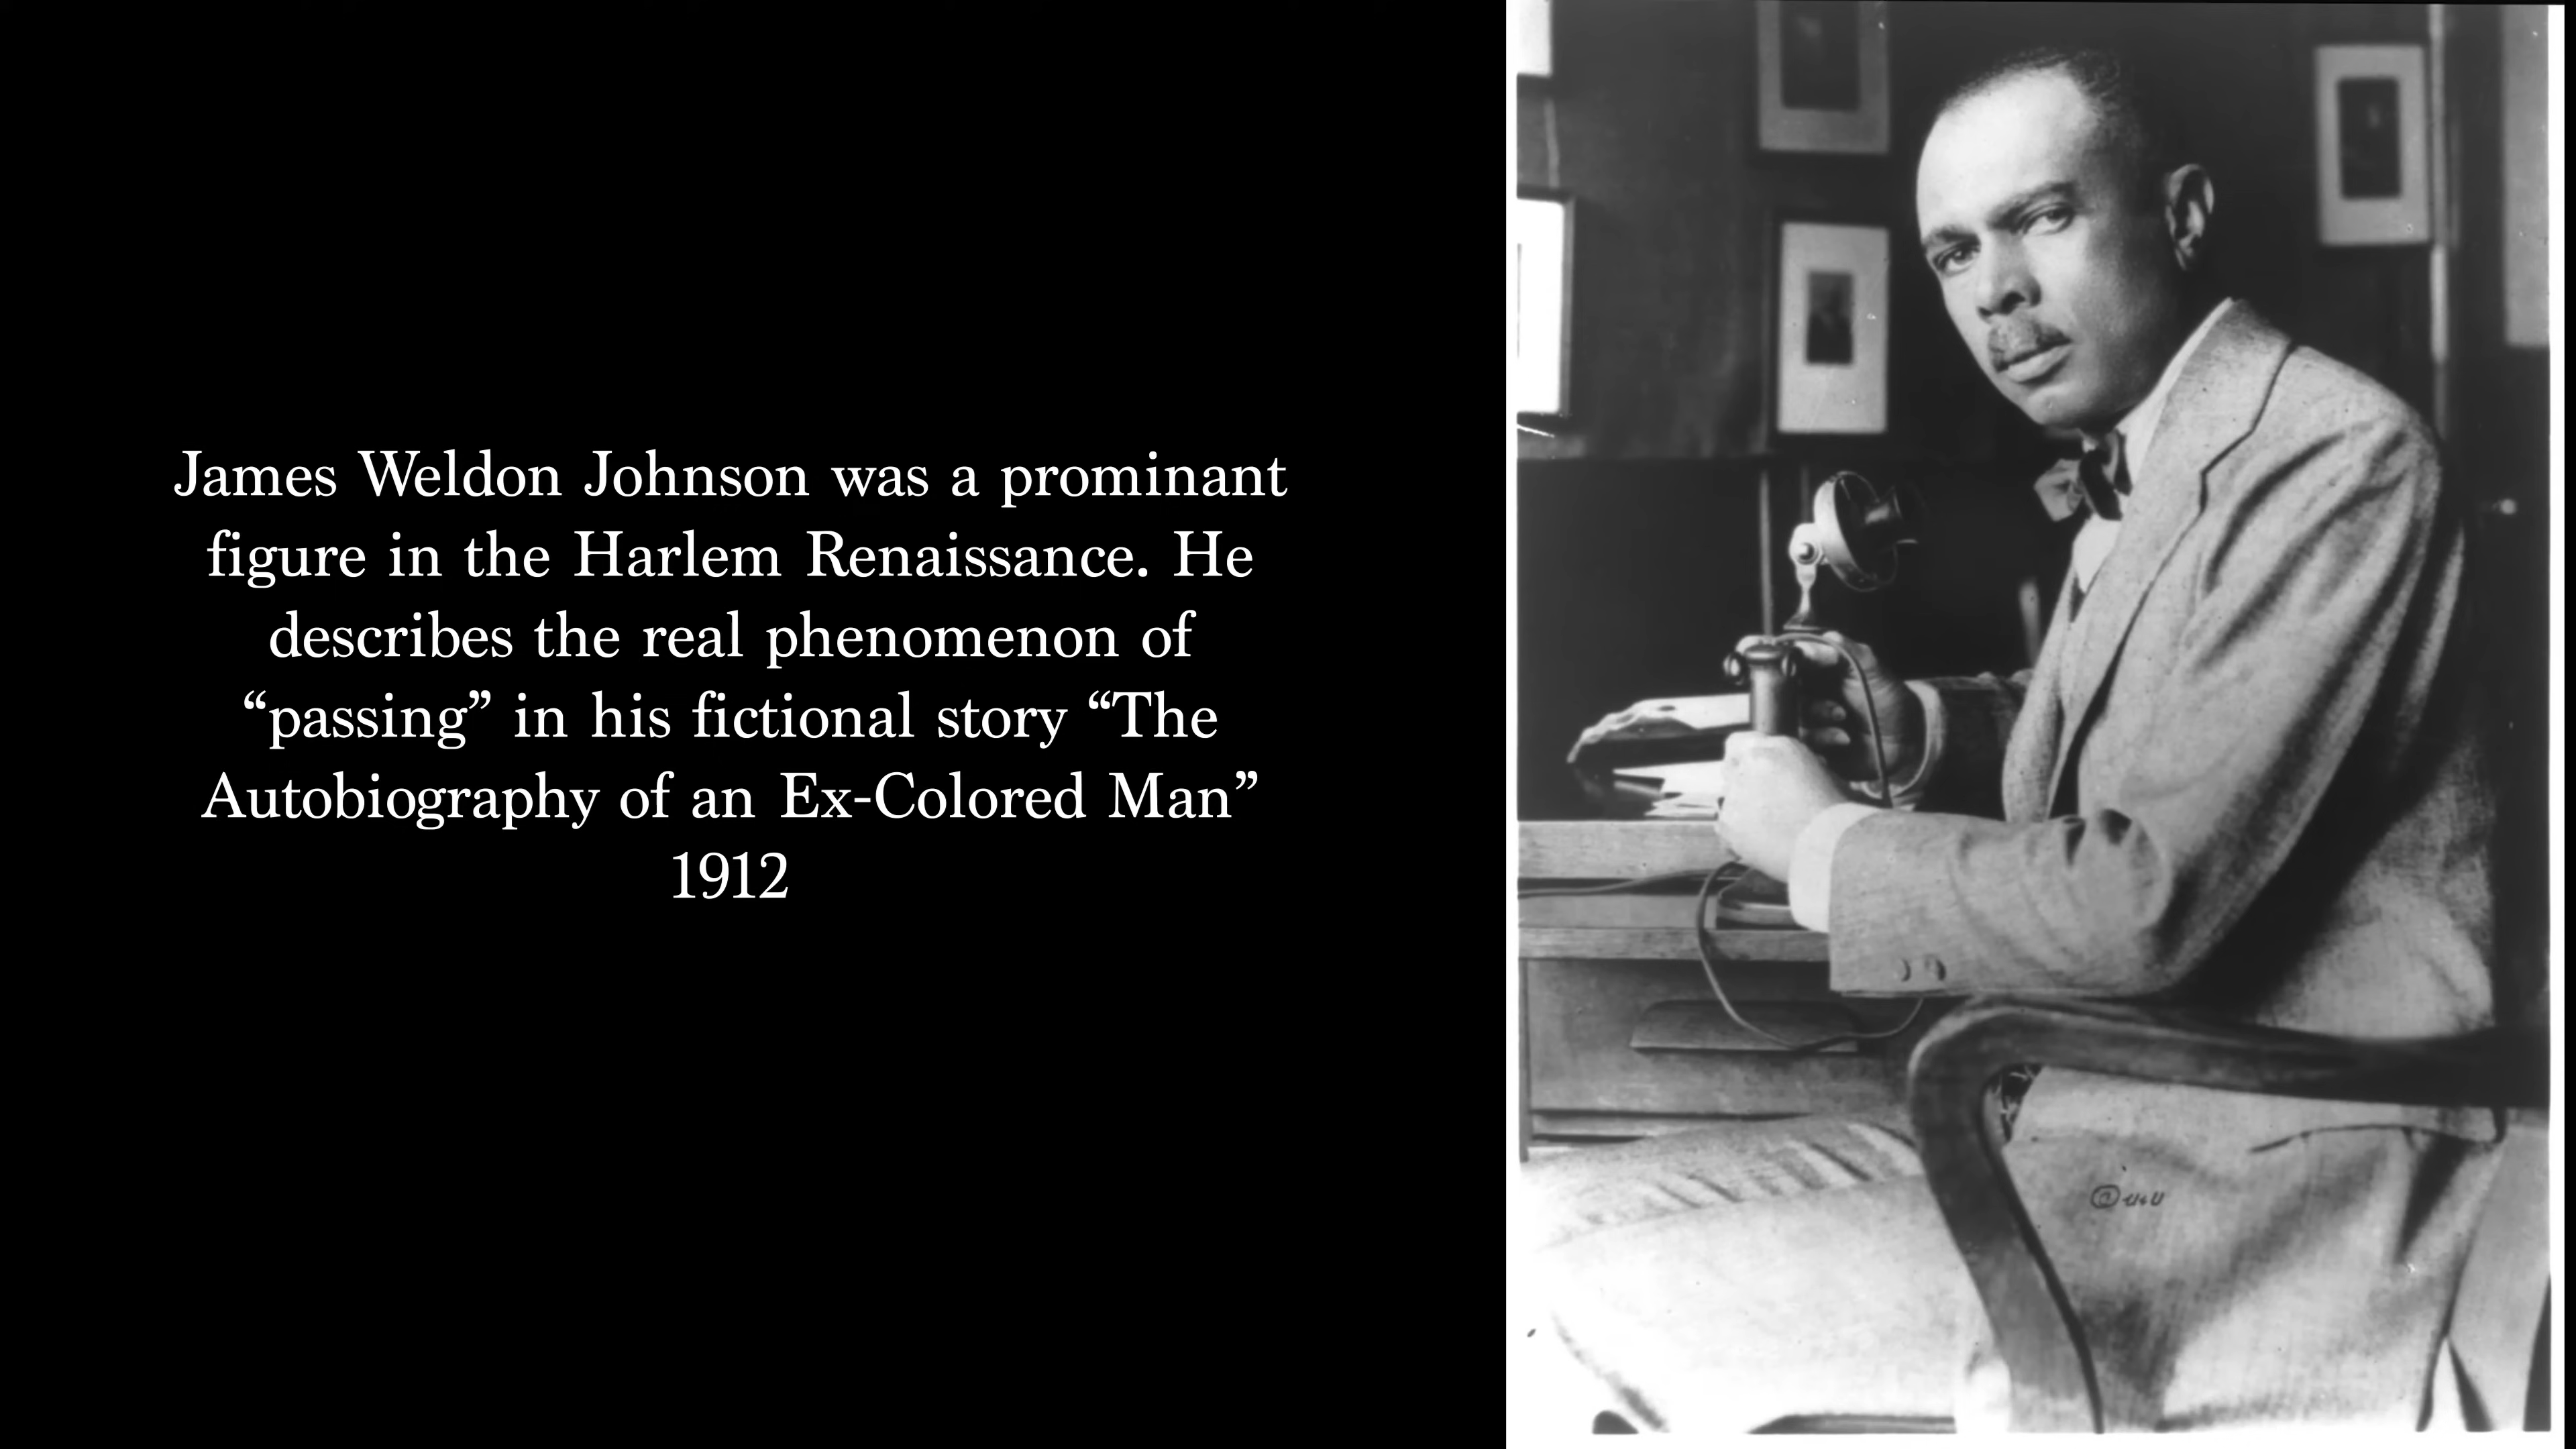 James Weldon Johnson was a prominant
figure in the Harlem Renaissance. He
describes the real phenomenon of
“passing” in his fictional story “The
Autobiography of an Ex-Colored Man”
1912